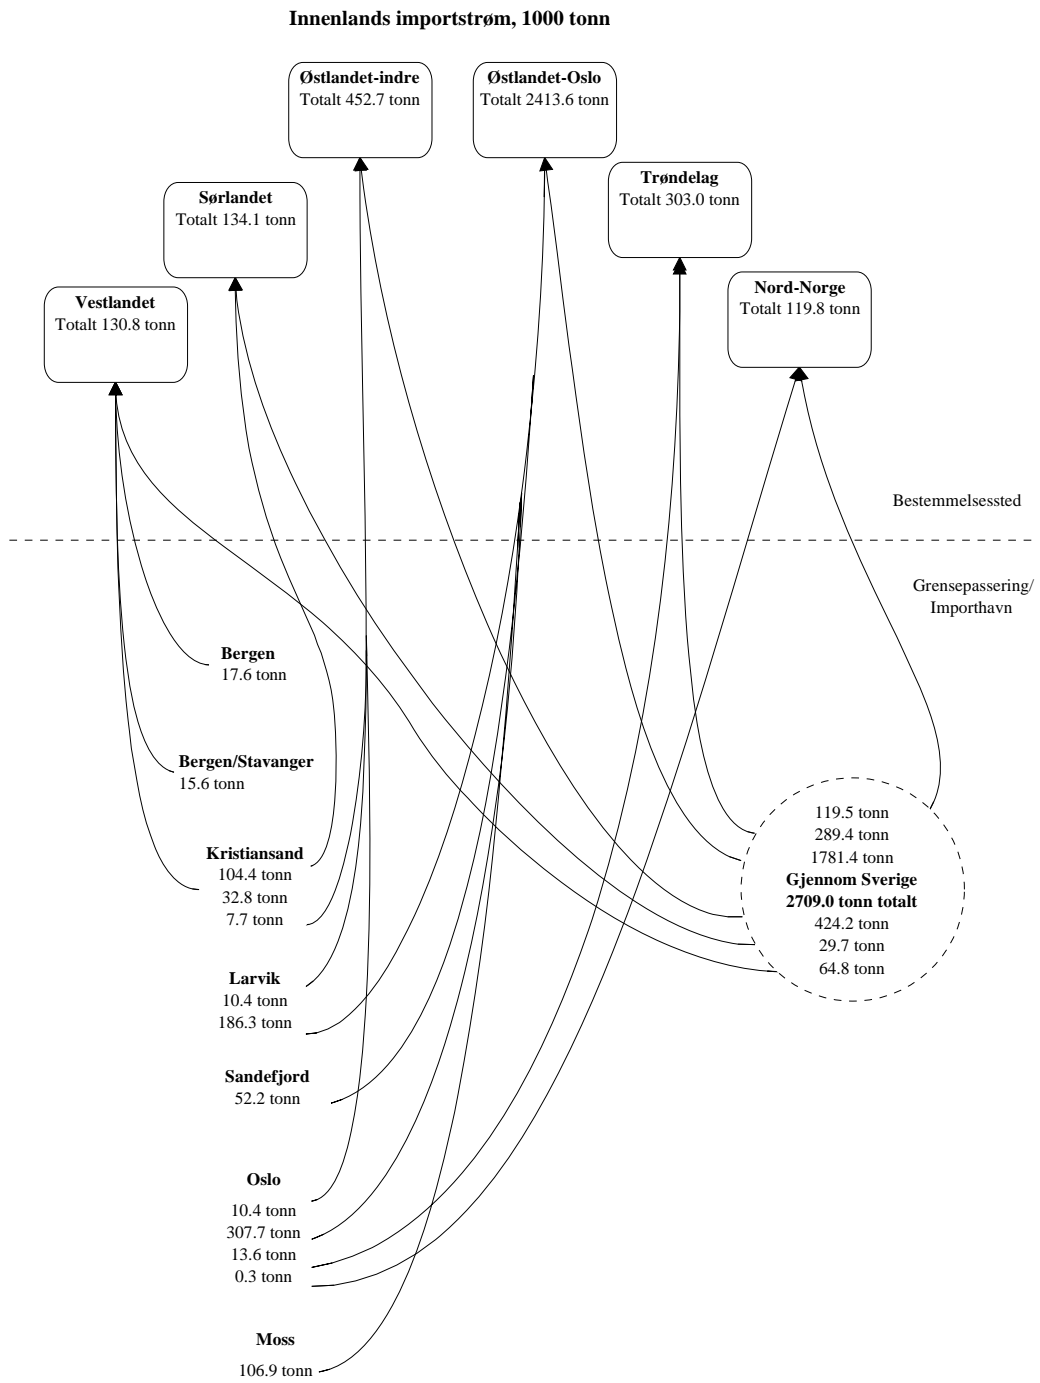 Innenlands importstrøm, 1000 tonn
Østlandet-indre
Totalt 452.7 tonn
Østlandet-Oslo
Totalt 2413.6 tonn
Trøndelag
Totalt 303.0 tonn
Sørlandet
Totalt 134.1 tonn
Nord-Norge
Totalt 119.8 tonn
Vestlandet
Totalt 130.8 tonn
Bestemmelsessted
Grensepassering/
Importhavn
Bergen
17.6 tonn
Bergen/Stavanger
15.6 tonn
Kristiansand
104.4 tonn
32.8 tonn
7.7 tonn
119.5 tonn
289.4 tonn
1781.4 tonn
Gjennom Sverige
2709.0 tonn totalt
424.2 tonn
29.7 tonn
64.8 tonn
Larvik
10.4 tonn
186.3 tonn
Sandefjord
52.2 tonn
Oslo
10.4 tonn
307.7 tonn
13.6 tonn
0.3 tonn
Moss
106.9 tonn